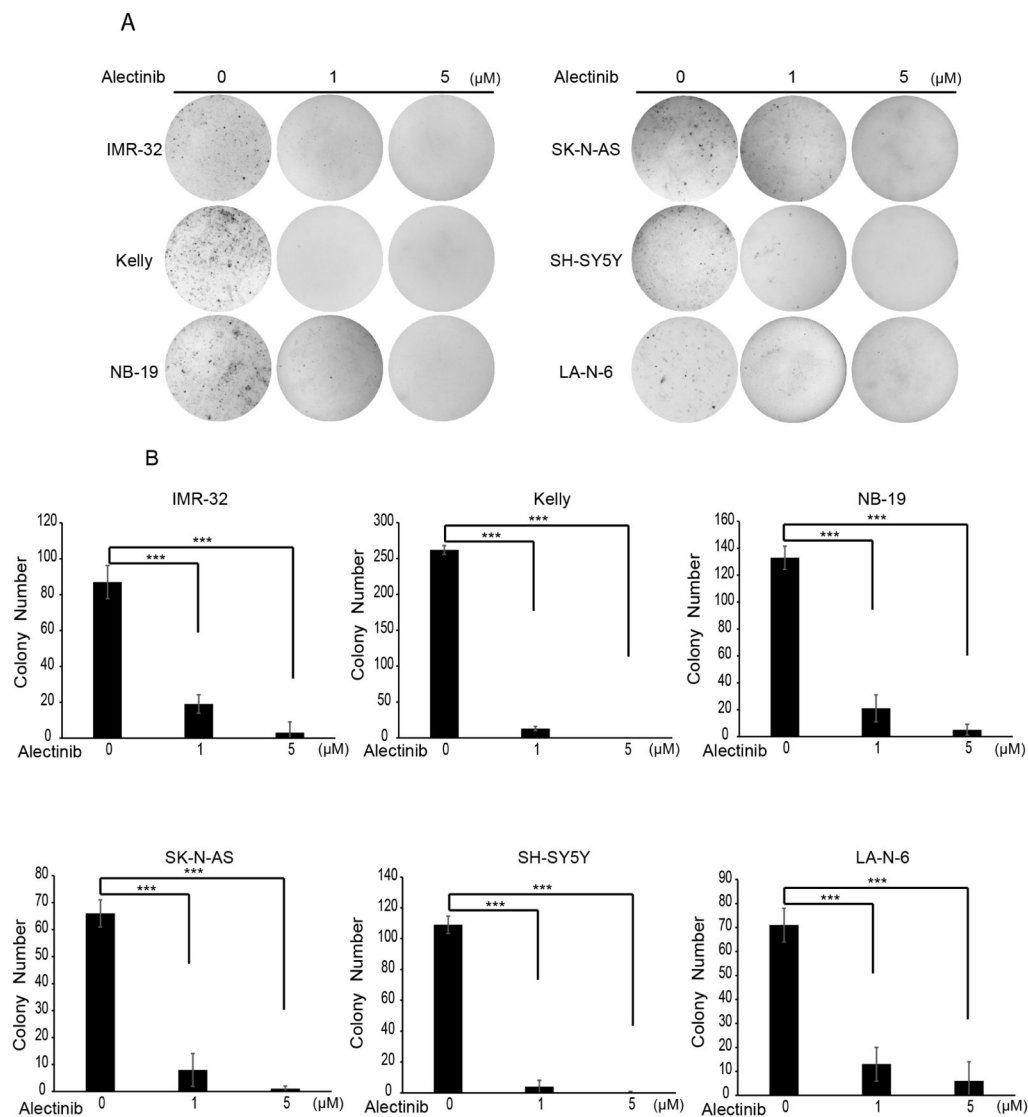 A
Alectinib 0 1 5 (μM)
IMR-32
Kelly
NB-19
Alectinib 0 1 5 (μM)
SK-N-AS
SH-SY5Y
LA-N-6
B
IMR-32
Colony Number
120
100
80
60
40
20
0
***
***
Alectinib 0 1 5 (μM)
Kelly
Colony Number
300
250
200
150
100
50
0
***
***
Alectinib 0 1 5 (μM)
NB-19
Colony Number
160
140
120
100
80
60
40
20
0
***
***
Alectinib 0 1 5 (μM)
SK-N-AS
Colony Number
80
70
60
50
40
30
20
10
0
***
***
Alectinib 0 1 5 (μM)
SH-SY5Y
Colony Number
140
120
100
80
60
40
20
0
***
***
Alectinib 0 1 5 (μM)
LA-N-6
Colony Number
90
80
70
60
50
40
30
20
10
0
***
***
Alectinib 0 1 5 (μM)